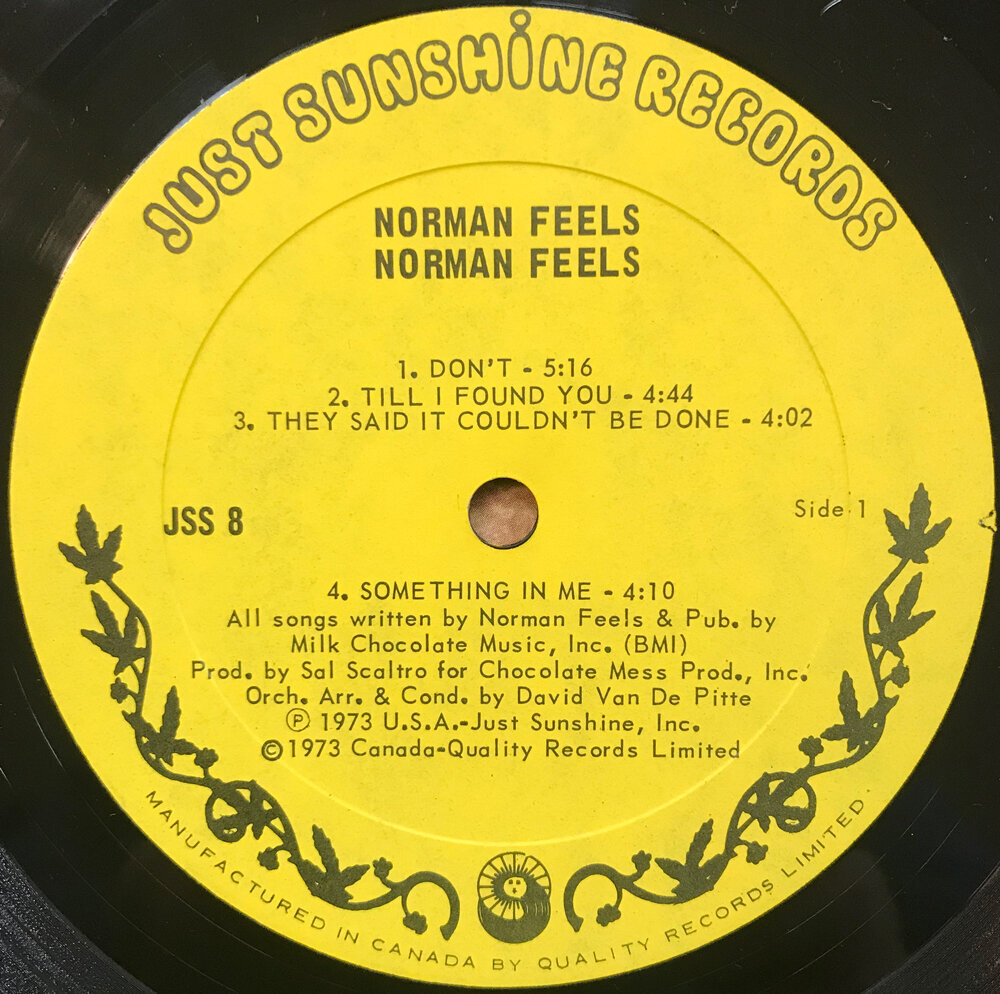 JUST SUNSHINE RECORDS
NORMAN FEELS
NORMAN FEELS
1. DON'T - 5:16
2. TILL I FOUND YOU - 4:44
3. THEY SAID IT COULDN'T BE DONE - 4:02
JSS 8
Side 1
4. SOMETHING IN ME - 4:10
All songs written by Norman Feels & Pub. by
Milk Chocolate Music, Inc. (BMI)
Prod. by Sal Scaltro for Chocolate Mess Prod., Inc.
Orch. Arr. & Cond. by David Van De Pitte
℗ 1973 U.S.A.-Just Sunshine, Inc.
© 1973 Canada-Quality Records Limited
MANUFACTURED IN CANADA BY QUALITY RECORDS LIMITED.